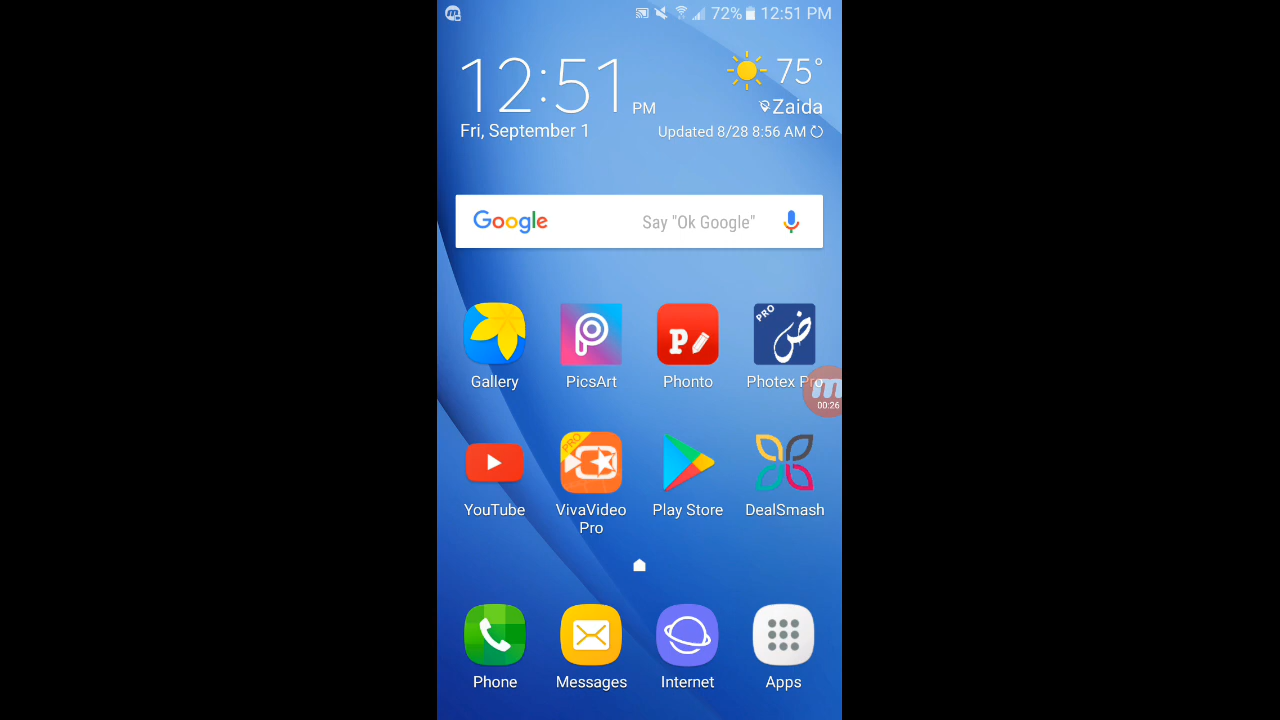 72% 12:51 PM
12:51 PM
75°
Zaida
Fri, September 1
Updated 8/28 8:56 AM
Google Say "Ok Google"
PRO
ض
Gallery PicsArt Phonto Photex Pro
00:26
PRO
YouTube VivaVideo Pro Play Store DealSmash
Phone Messages Internet Apps